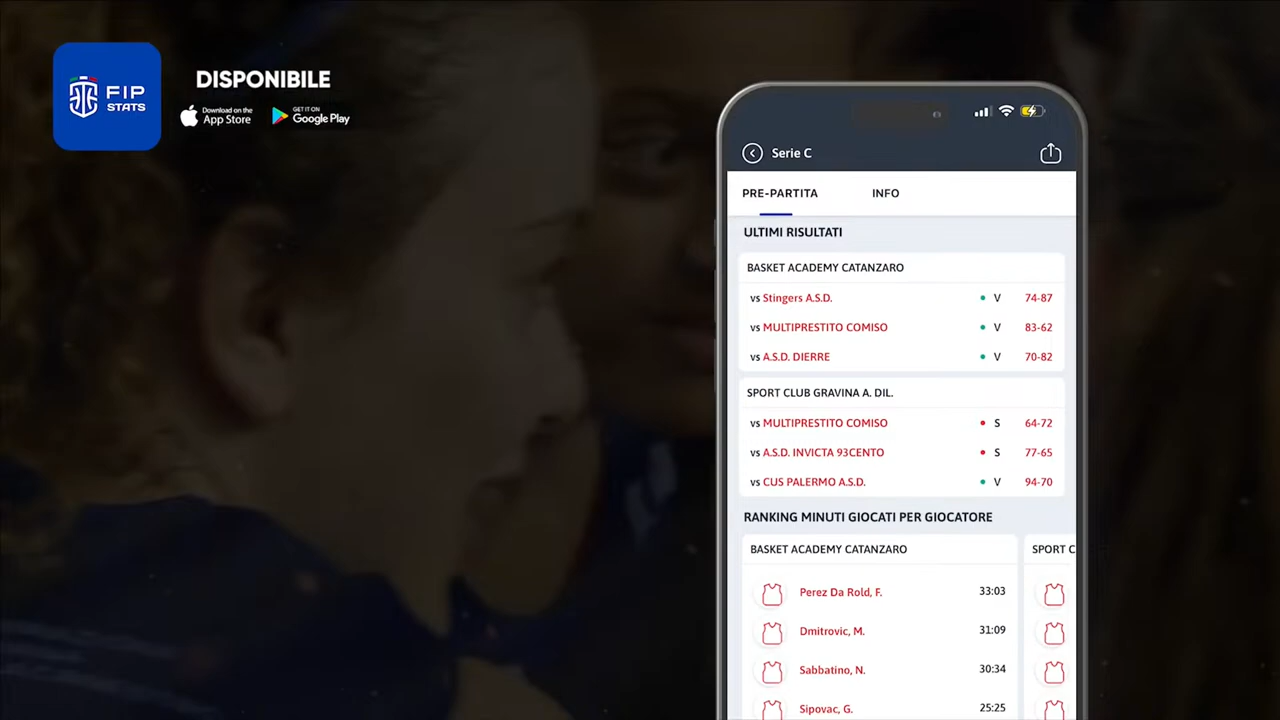 FIP
STATS
DISPONIBILE
Download on the
App Store
GET IT ON
Google Play
Serie C
PRE-PARTITA INFO
ULTIMI RISULTATI
BASKET ACADEMY CATANZARO
vs Stingers A.S.D. V 74-87
vs MULTIPRESTITO COMISO V 83-62
vs A.S.D. DIERRE V 70-82
SPORT CLUB GRAVINA A. DIL.
vs MULTIPRESTITO COMISO S 64-72
vs A.S.D. INVICTA 93CENTO S 77-65
vs CUS PALERMO A.S.D. V 94-70
RANKING MINUTI GIOCATI PER GIOCATORE
BASKET ACADEMY CATANZARO SPORT C
Perez Da Rold, F. 33:03
Dmitrovic, M. 31:09
Sabbatino, N. 30:34
Sipovac, G. 25:25